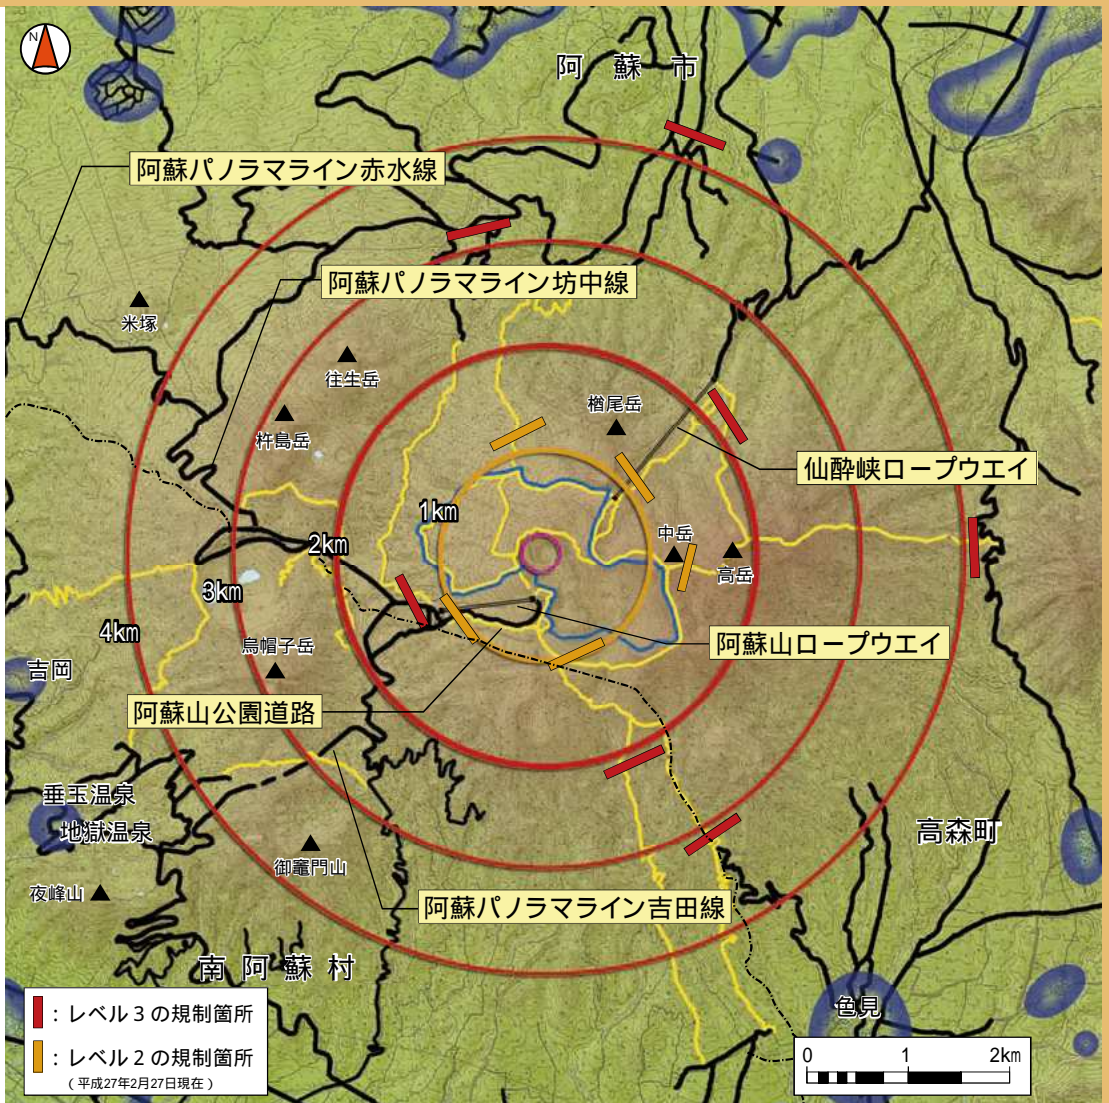 N
阿蘇市
阿蘇パノラマライン赤水線
阿蘇パノラマライン坊中線
米塚
往生岳
杵島岳
楢尾岳
仙酔峡ロープウエイ
1km
中岳
高岳
2km
3km
4km
烏帽子岳
阿蘇山ロープウエイ
吉岡
阿蘇山公園道路
垂玉温泉
地獄温泉
高森町
御竈門山
夜峰山
阿蘇パノラマライン吉田線
南阿蘇村
色見
：レベル３の規制箇所
：レベル２の規制箇所
（平成27年2月27日現在）
0 1 2km